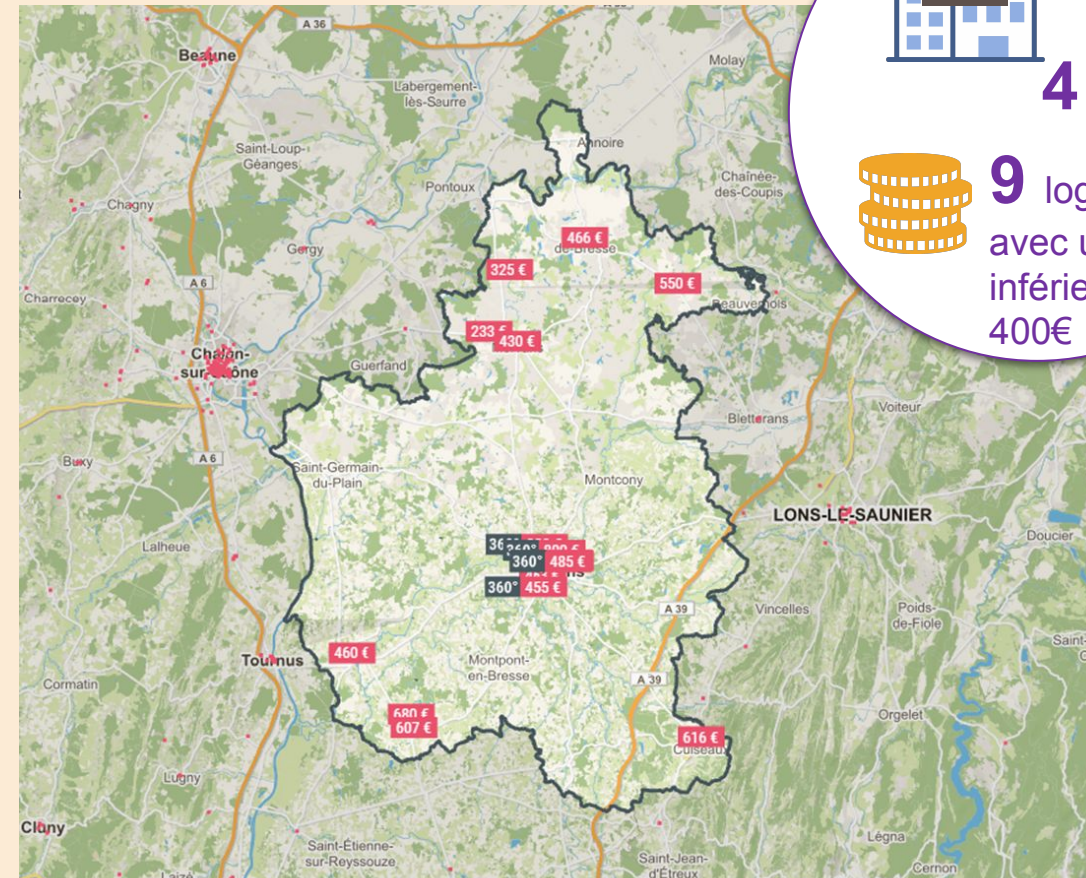 A 36
Beaune
Molay
Labergement-
lès-Seurre
Saint-Loup-
Géanges
Annoire
Pontoux
Chaînée-
des-Coupis
Chagny
Gergy
466 €
de-Bresse
325 €
550 €
A 6
Charrecey
Beauvernois
233 €
430 €
Chalon-
sur-Saône
Guerfand
Voiteur
Bletterans
A 6
Buxy
Saint-Germain-
du-Plain
Montcony
LONS-LE-SAUNIER
Doucier
Lalheue
360°
485 €
360°
455 €
A 39
Vincelles
Poids-
de-Fiole
460 €
Tournus
Montpont-
en-Bresse
A 39
Cormatin
680 €
607 €
Orgelet
616 €
Cuiseaux
Lugny
Cluny
Légna
Saint-Étienne-
sur-Reyssouze
Saint-Jean-
d'Étreux
Cernon
4
9 log
avec u
inférie
400€